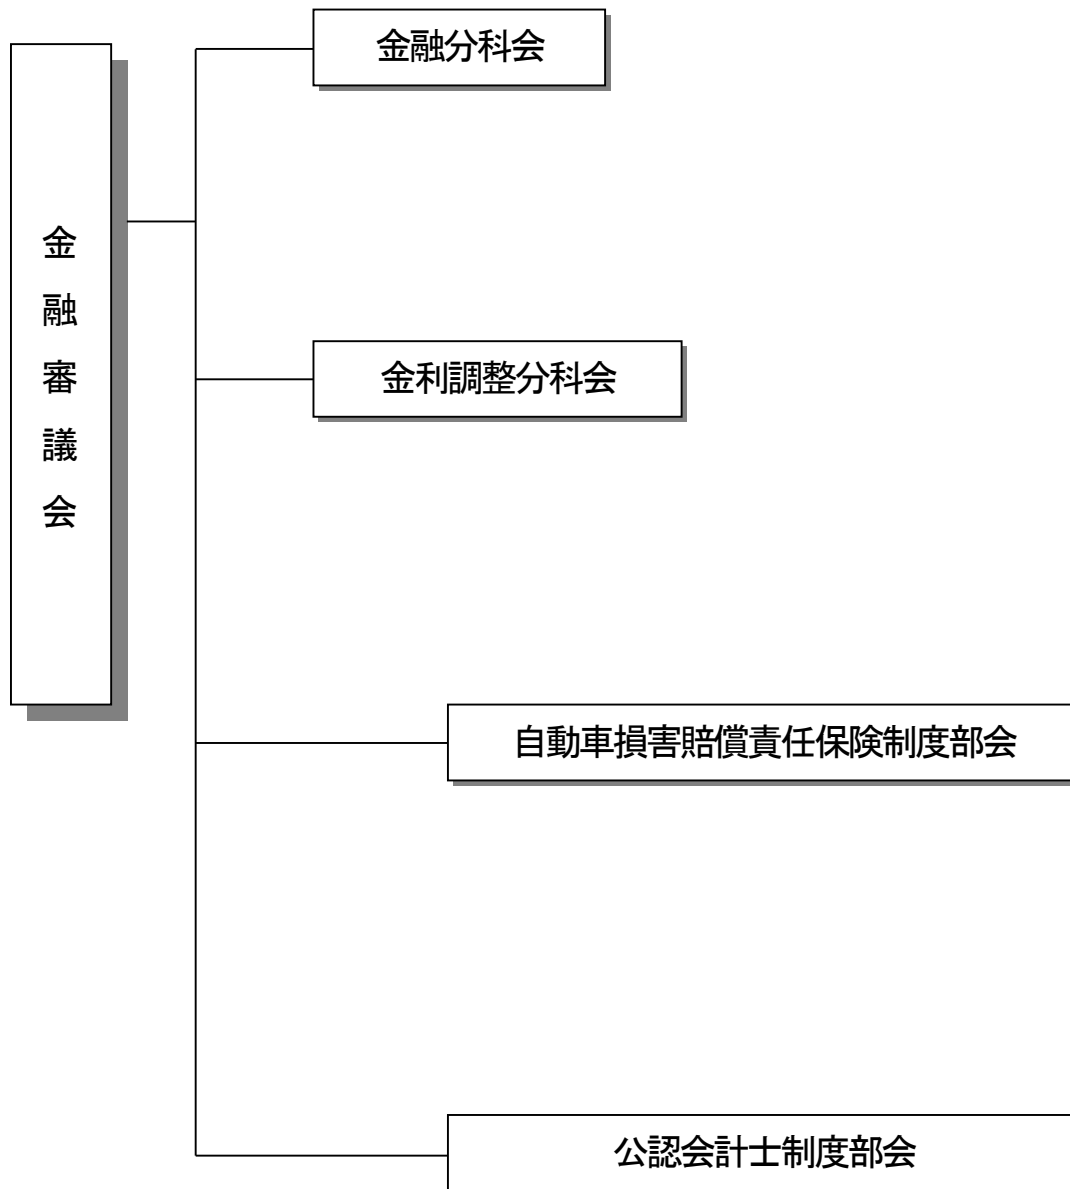 金融審議会
金融分科会
金利調整分科会
自動車損害賠償責任保険制度部会
公認会計士制度部会